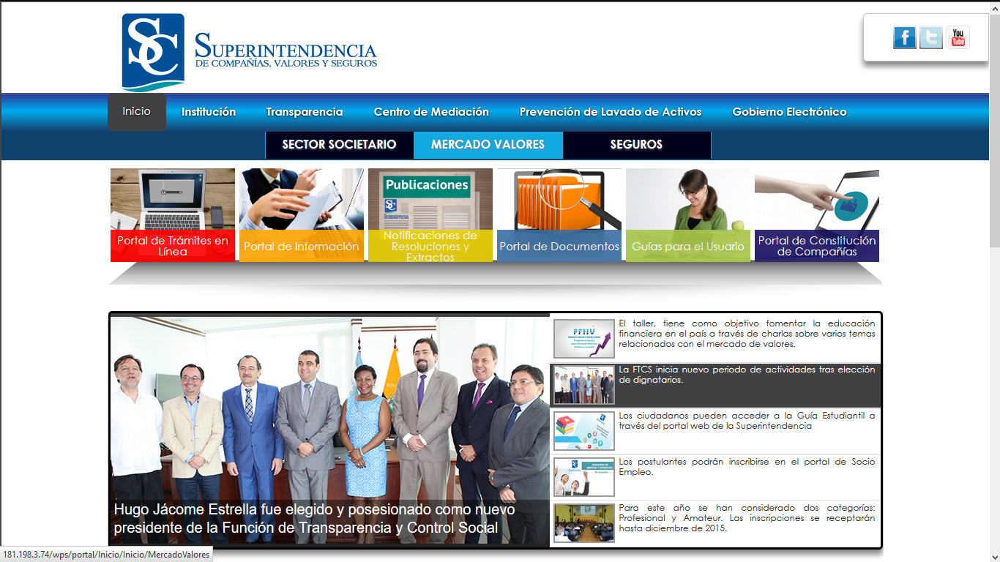 SC
SUPERINTENDENCIA
DE COMPAÑÍAS, VALORES Y SEGUROS
f
t
You
Tube
Inicio
Institución
Transparencia
Centro de Mediación
Prevención de Lavado de Activos
Gobierno Electrónico
SECTOR SOCIETARIO
MERCADO VALORES
SEGUROS
Portal de Trámites en
Línea
Portal de Información
Publicaciones
SC
Notificaciones de
Resoluciones y
Extractos
Portal de Documentos
Guías para el Usuario
Portal de Constitución
de Compañías
Hugo Jácome Estrella fue elegido y posesionado como nuevo
presidente de la Función de Transparencia y Control Social
El taller, tiene como objetivo fomentar la educación
financiera en el país a través de charlas sobre varios temas
relacionados con el mercado de valores.
La FTCS inicia nuevo periodo de actividades tras elección
de dignatarios.
Los ciudadanos pueden acceder a la Guía Estudiantil a
través del portal web de la Superintendencia
Los postulantes podrán inscribirse en el portal de Socio
Empleo.
Para este año se han considerado dos categorías:
Profesional y Amateur. Las inscripciones se receptarán
hasta diciembre de 2015.
181.198.3.74/wps/portal/Inicio/Inicio/MercadoValores